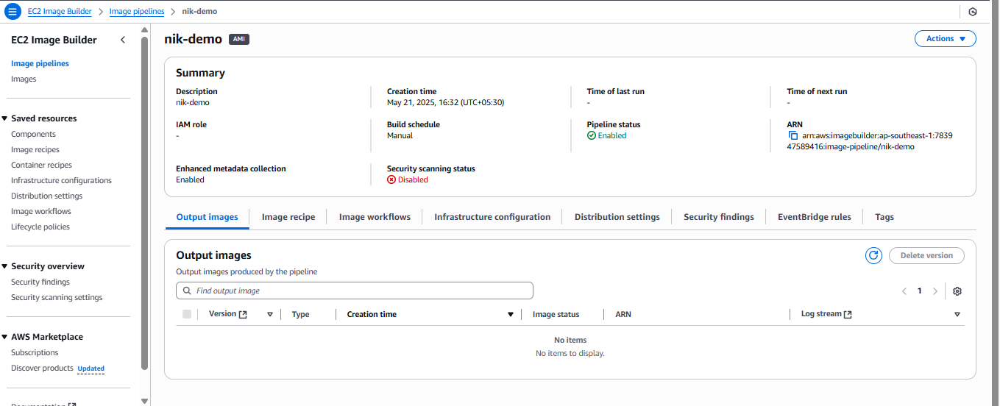 EC2 Image Builder > Image pipelines > nik-demo
EC2 Image Builder
Image pipelines
Images
Saved resources
Components
Image recipes
Container recipes
Infrastructure configurations
Distribution settings
Image workflows
Lifecycle policies
Security overview
Security findings
Security scanning settings
AWS Marketplace
Subscriptions
Discover products Updated
Documentation
nik-demo AMI
Actions
Summary
Description
nik-demo
Creation time
May 21, 2025, 16:32 (UTC+05:30)
Time of last run
-
Time of next run
-
IAM role
-
Build schedule
Manual
Pipeline status
Enabled
ARN
arn:aws:imagebuilder:ap-southeast-1:7839
47589416:image-pipeline/nik-demo
Enhanced metadata collection
Enabled
Security scanning status
Disabled
Output images Image recipe Image workflows Infrastructure configuration Distribution settings Security findings EventBridge rules Tags
Output images
Delete version
Output images produced by the pipeline
Find output image
1
Version Type Creation time Image status ARN Log stream
No items
No items to display.